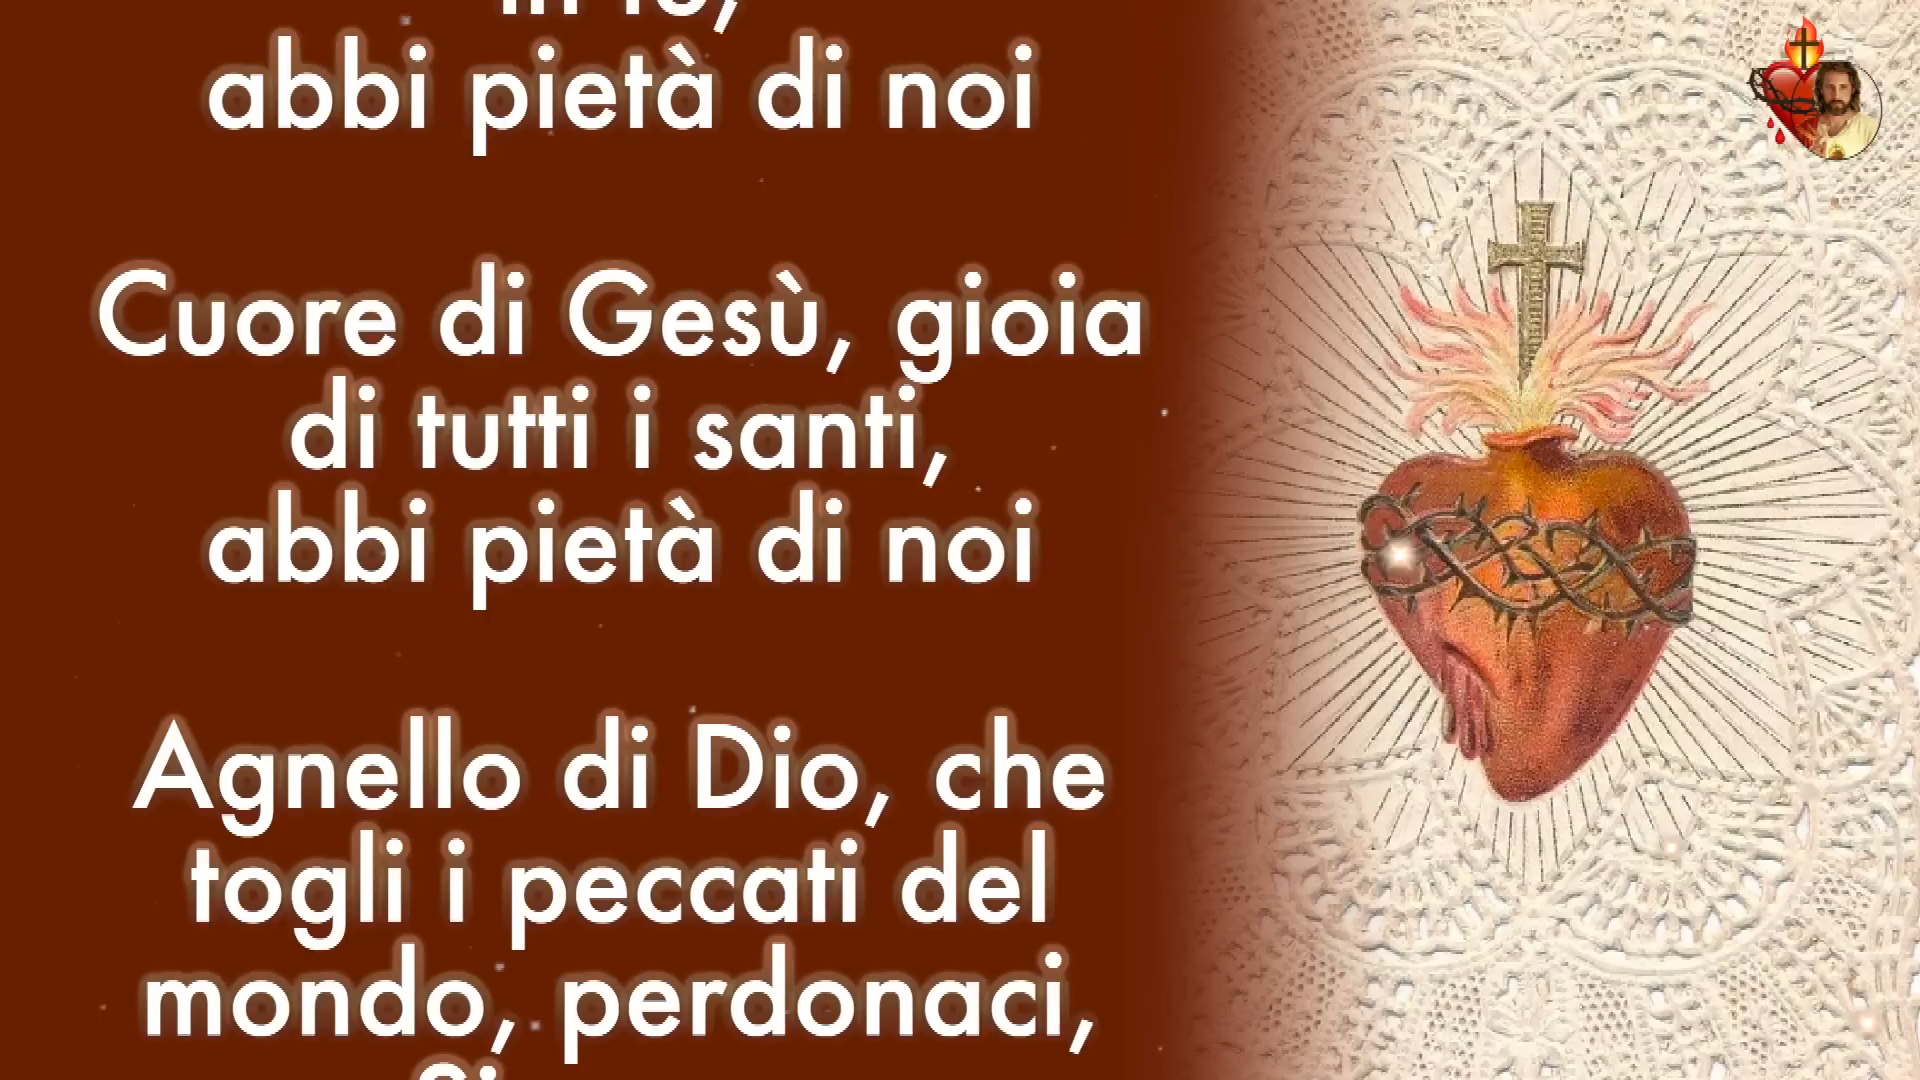 abbi pietà di noi
Cuore di Gesù, gioia
di tutti i santi,
abbi pietà di noi
Agnello di Dio, che
togli i peccati del
mondo, perdonaci,